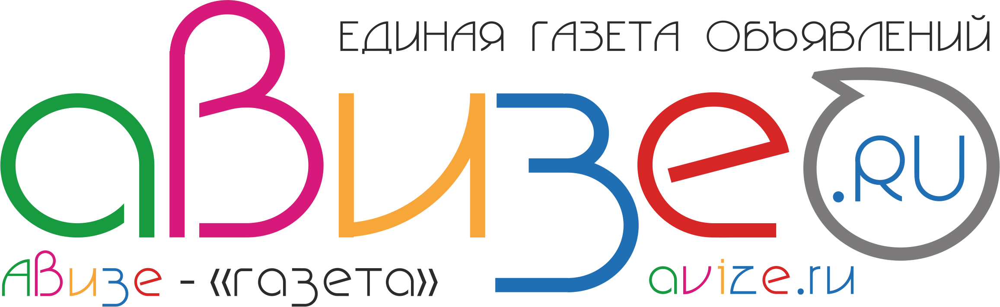 ЕДИНАЯ ГАЗЕТА ОБЪЯВЛЕНИЙ
аВизе .RU
АВизе - «газета» avize.ru